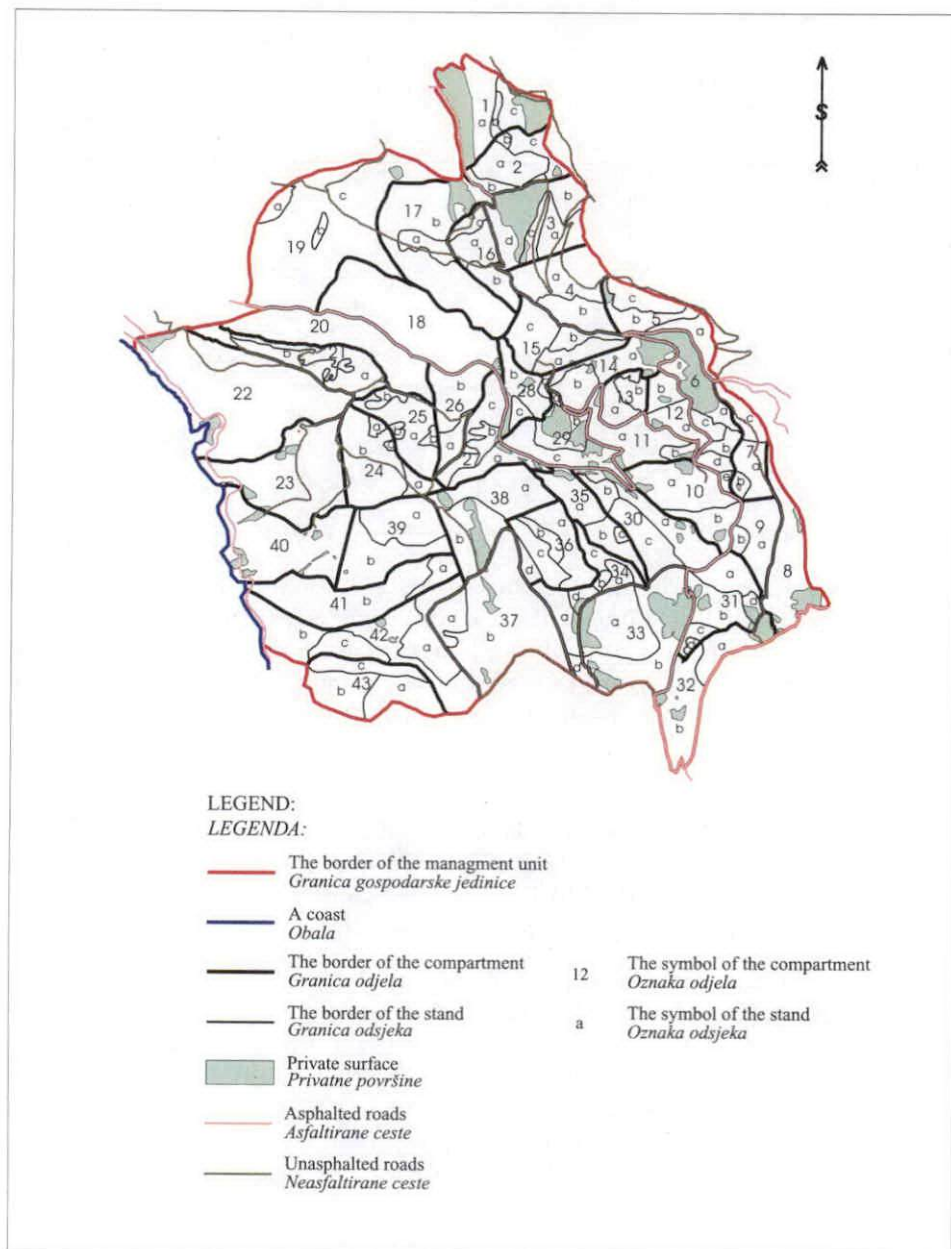 S
1
a
c
b
c
a
2
b
b
c
17
b
a
a
19
a
3
a
d
16
b
a
4
b
c
b
5
a
18
20
c
15
b
a
14
a
6
21
b
a
22
b
26
28
b
13
b
12
25
a
c
29
11
a
c
7
23
b
24
a
27
c
10
38
a
35
b
30
c
39
a
40
b
b
36
a
9
b
a
8
34
a
31
b
41
b
a
42
b
c
a
37
b
33
a
b
c
43
b
a
32
b
LEGEND:
LEGENDA:
The border of the managment unit
Granica gospodarske jedinice
A coast
Obala
The border of the compartment
Granica odjela
12
The symbol of the compartment
Oznaka odjela
The border of the stand
Granica odsjeka
a
The symbol of the stand
Oznaka odsjeka
Private surface
Privatne površine
Asphalted roads
Asfaltirane ceste
Unasphalted roads
Neasfaltirane ceste